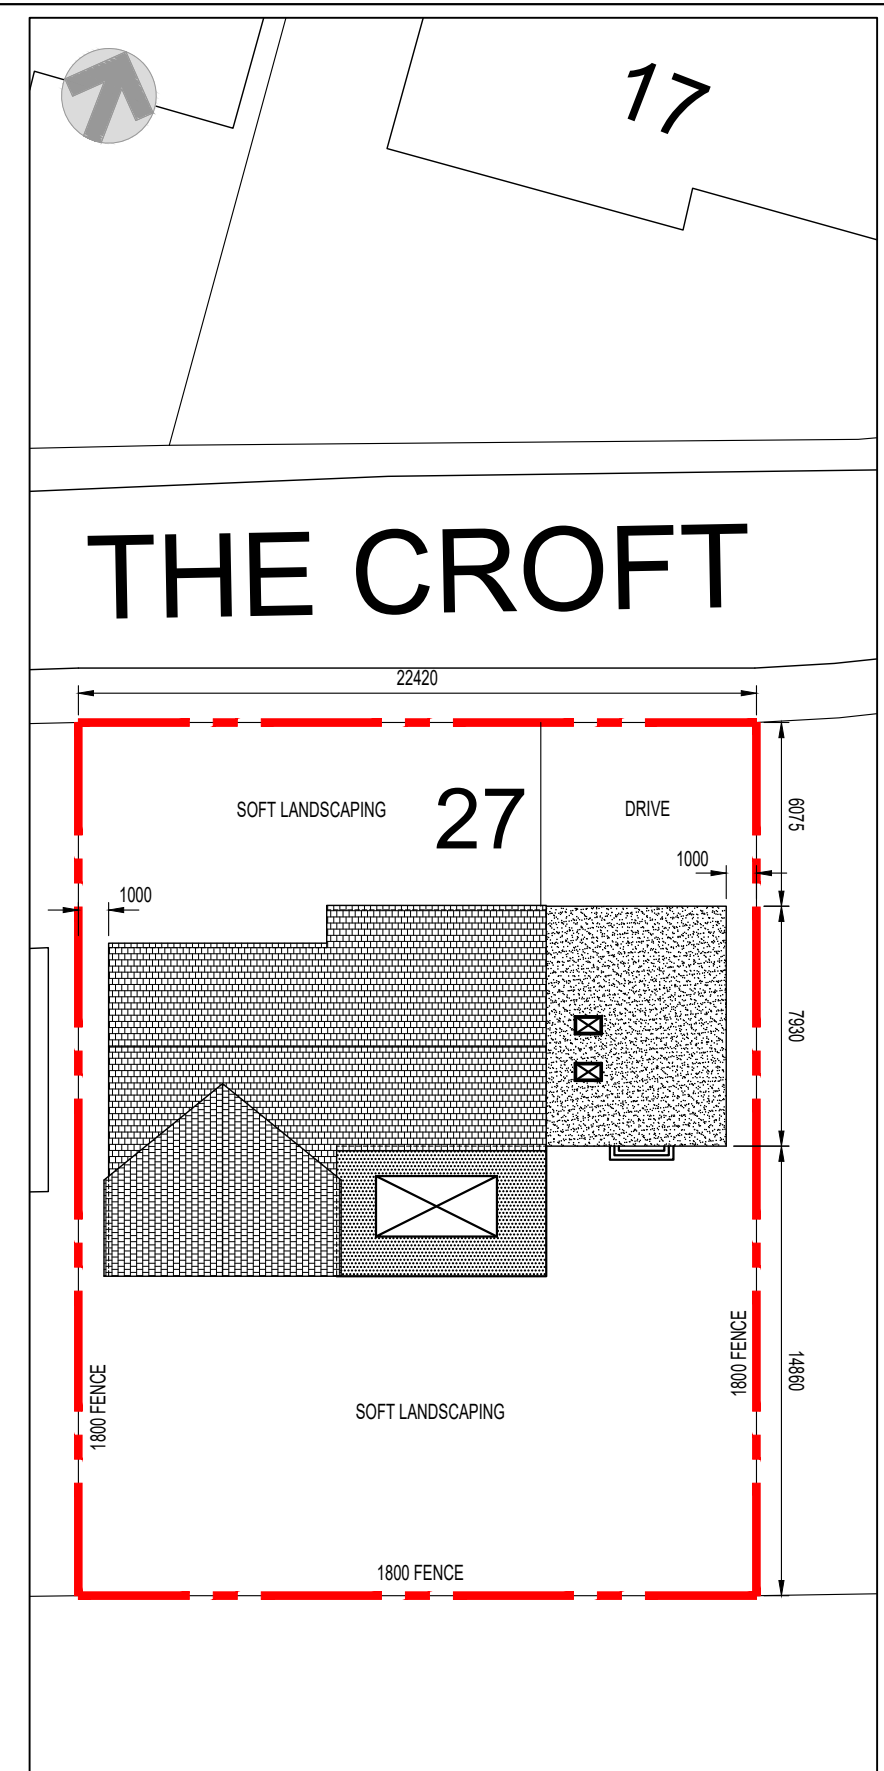 17
THE CROFT
22420
SOFT LANDSCAPING
27
DRIVE
6075
1000
1000
7930
1800 FENCE
14860
1800 FENCE
SOFT LANDSCAPING
1800 FENCE